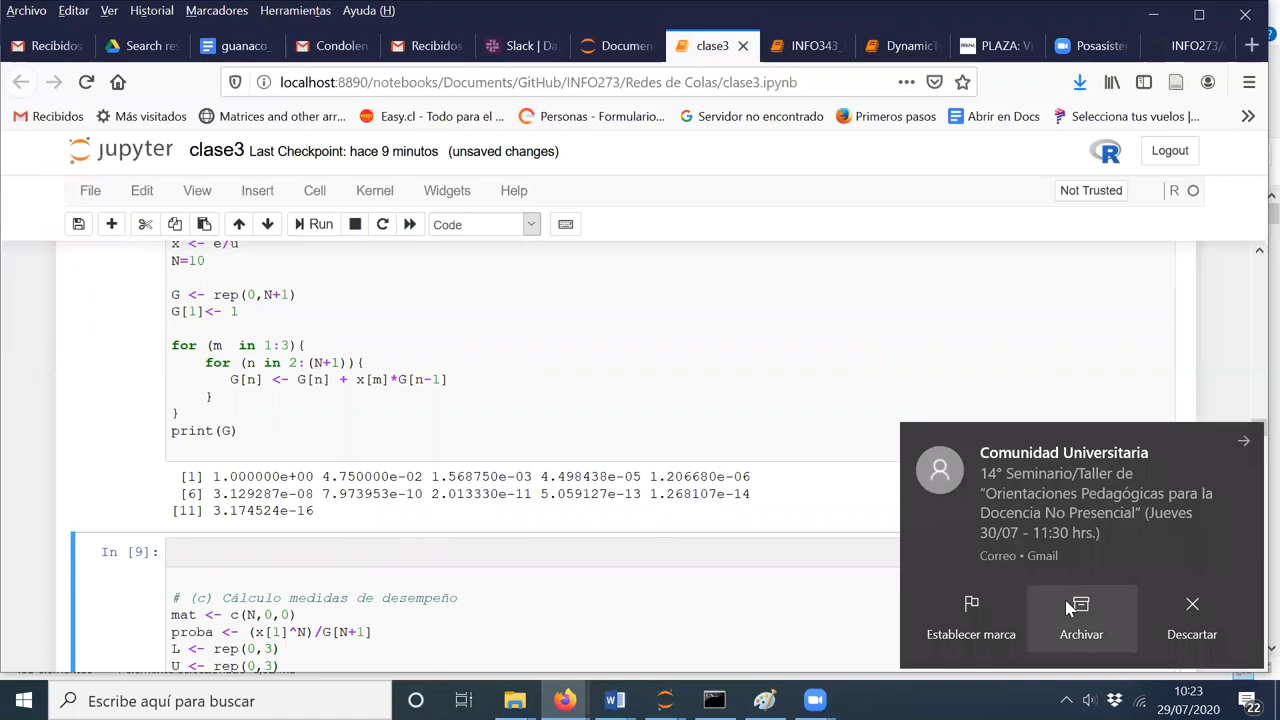 Archivo Editar Ver Historial Marcadores Herramientas Ayuda (H)
recibidos Search re: guanaco_ Condolen Recibidos Slack | Da Documen clase3 INFO343_ DynamicT PLAZA: Vi Posasiste INFO273/
localhost:8890/notebooks/Documents/GitHub/INFO273/Redes de Colas/clase3.ipynb
Recibidos Más visitados Matrices and other arr... Easy.cl - Todo para el ... Personas - Formulario... Servidor no encontrado Primeros pasos Abrir en Docs Selecciona tus vuelos |...
jupyter clase3 Last Checkpoint: hace 9 minutos (unsaved changes) R Logout
File Edit View Insert Cell Kernel Widgets Help Not Trusted R
Run Code
x <- e/u
N=10
G <- rep(0,N+1)
G[1]<- 1
for (m  in 1:3){
for (n in 2:(N+1)){
G[n] <- G[n] + x[m]*G[n-1]
}
}
print(G)
[1] 1.000000e+00 4.750000e-02 1.568750e-03 4.498438e-05 1.206680e-06
[6] 3.129287e-08 7.973953e-10 2.013330e-11 5.059127e-13 1.268107e-14
[11] 3.174524e-16
In [9]:
# (c) Cálculo medidas de desempeño
mat <- c(N,0,0)
proba <- (x[1]^N)/G[N+1]
L <- rep(0,3)
U <- rep(0,3)
Comunidad Universitaria
14° Seminario/Taller de
“Orientaciones Pedagógicas para la
Docencia No Presencial” (Jueves
30/07 - 11:30 hrs.)
Correo • Gmail
Establecer marca Archivar Descartar
Escribe aquí para buscar
10:23
29/07/2020
22